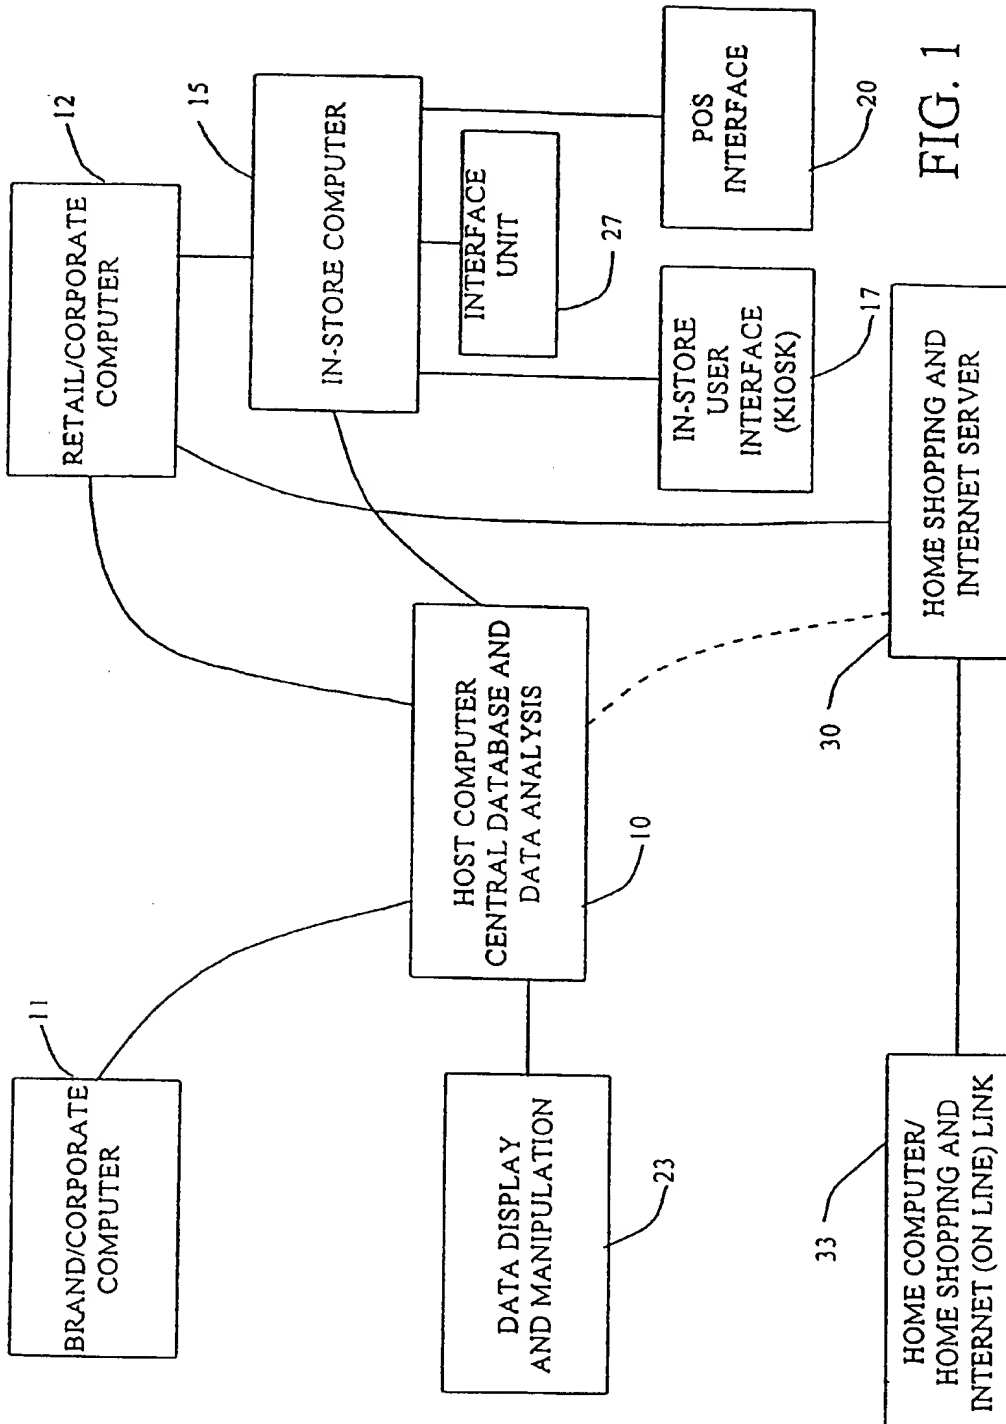 BRAND/CORPORATE
COMPUTER
11
RETAIL/CORPORATE
COMPUTER
12
IN-STORE COMPUTER
15
HOST COMPUTER
CENTRAL DATABASE AND
DATA ANALYSIS
10
INTERFACE
UNIT
27
DATA DISPLAY
AND MANIPULATION
23
IN-STORE
USER
INTERFACE
(KIOSK)
17
POS
INTERFACE
20
HOME COMPUTER/
HOME SHOPPING AND
INTERNET (ON LINE) LINK
33
HOME SHOPPING AND
INTERNET SERVER
30
FIG. 1